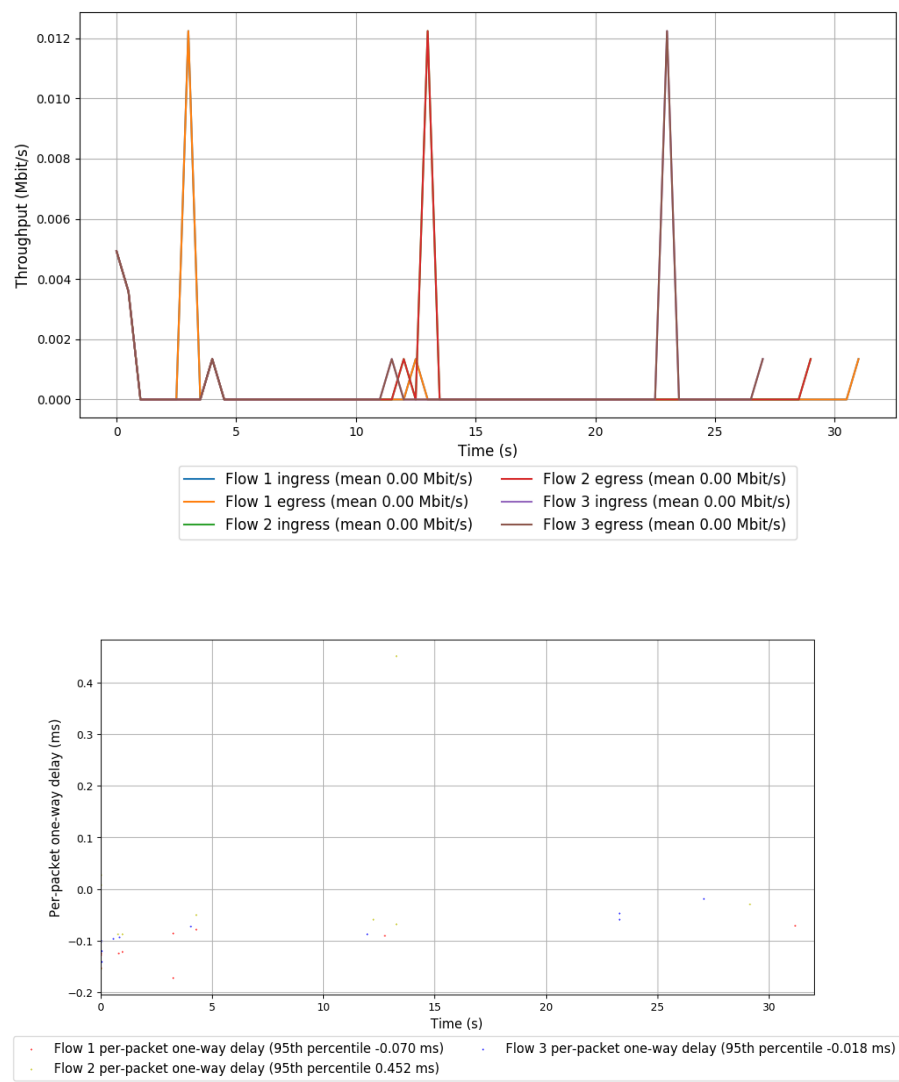 0.012
0.010
0.008
0.006
0.004
0.002
0.000
Throughput (Mbit/s)
0 5 10 15 20 25 30
Time (s)
Flow 1 ingress (mean 0.00 Mbit/s) Flow 2 egress (mean 0.00 Mbit/s)
Flow 1 egress (mean 0.00 Mbit/s) Flow 3 ingress (mean 0.00 Mbit/s)
Flow 2 ingress (mean 0.00 Mbit/s) Flow 3 egress (mean 0.00 Mbit/s)
0.4
0.3
0.2
0.1
0.0
−0.1
−0.2
Per-packet one-way delay (ms)
0 5 10 15 20 25 30
Time (s)
Flow 1 per-packet one-way delay (95th percentile -0.070 ms) Flow 3 per-packet one-way delay (95th percentile -0.018 ms)
Flow 2 per-packet one-way delay (95th percentile 0.452 ms)